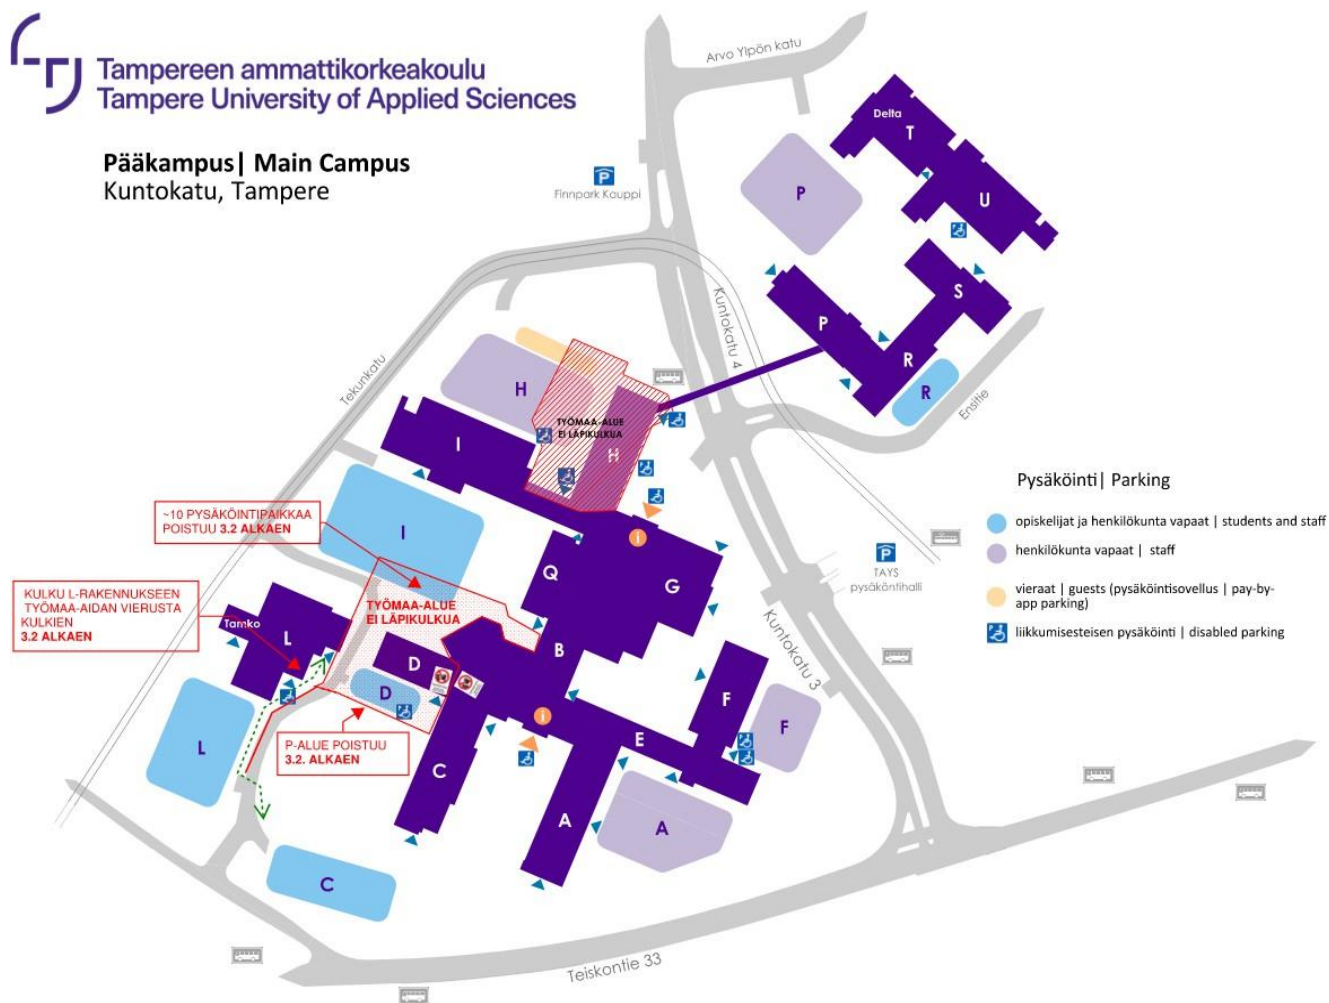 Tampereen ammattikorkeakoulu
Tampere University of Applied Sciences
Pääkampus| Main Campus
Kuntokatu, Tampere
Arvo Ylpön katu
P
Finnpark Kauppi
Delta
T
U
P
S
P
R
R
Ensitie
Kuntokatu 4
Tekunkatu
H
TYÖMAA-ALUE
EI LÄPIKULKUA
H
I
I
~10 PYSÄKÖINTIPAIKKAA
POISTUU 3.2 ALKAEN
KULKU L-RAKENNUKSEEN
TYÖMAA-AIDAN VIERUSTA
KULKIEN
3.2 ALKAEN
TYÖMAA-ALUE
EI LÄPIKULKUA
Tamko
L
L
D
D
P-ALUE POISTUU
3.2. ALKAEN
i
Q
G
B
i
C
C
E
F
F
A
A
P
TAYS
pysäköntihalli
Kuntokatu 3
Teiskontie 33
Pysäköinti| Parking
opiskelijat ja henkilökunta vapaat | students and staff
henkilökunta vapaat | staff
vieraat | guests (pysäköintisovellus | pay-by-
app parking)
liikkumisesteisen pysäköinti | disabled parking